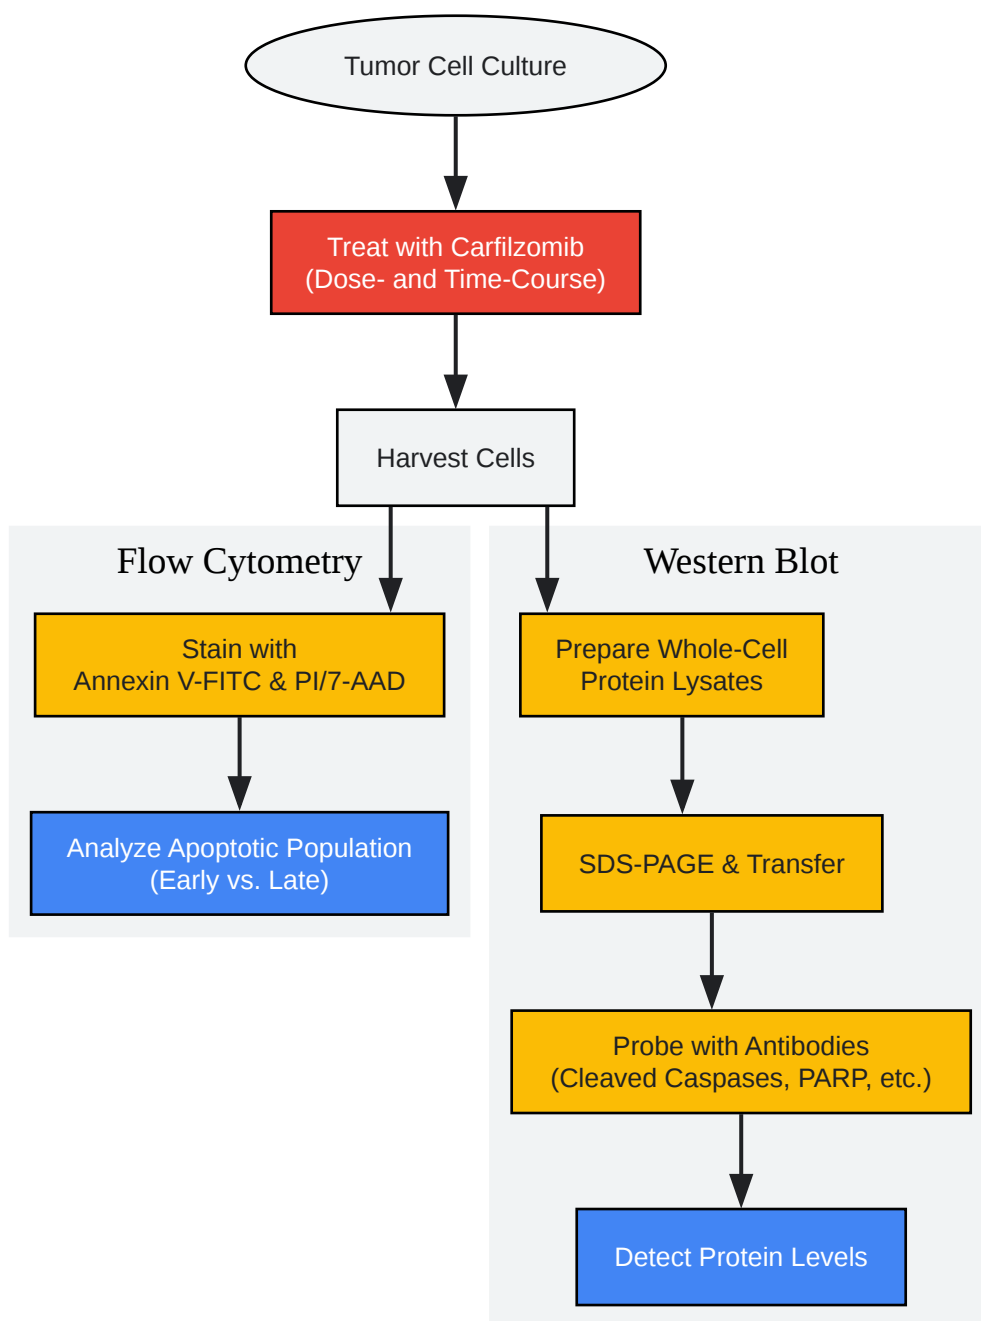 Tumor Cell Culture
Treat with Carfilzomib
(Dose- and Time-Course)
Harvest Cells
Flow Cytometry
Stain with
Annexin V-FITC & PI/7-AAD
Analyze Apoptotic Population
(Early vs. Late)
Western Blot
Prepare Whole-Cell
Protein Lysates
SDS-PAGE & Transfer
Probe with Antibodies
(Cleaved Caspases, PARP, etc.)
Detect Protein Levels